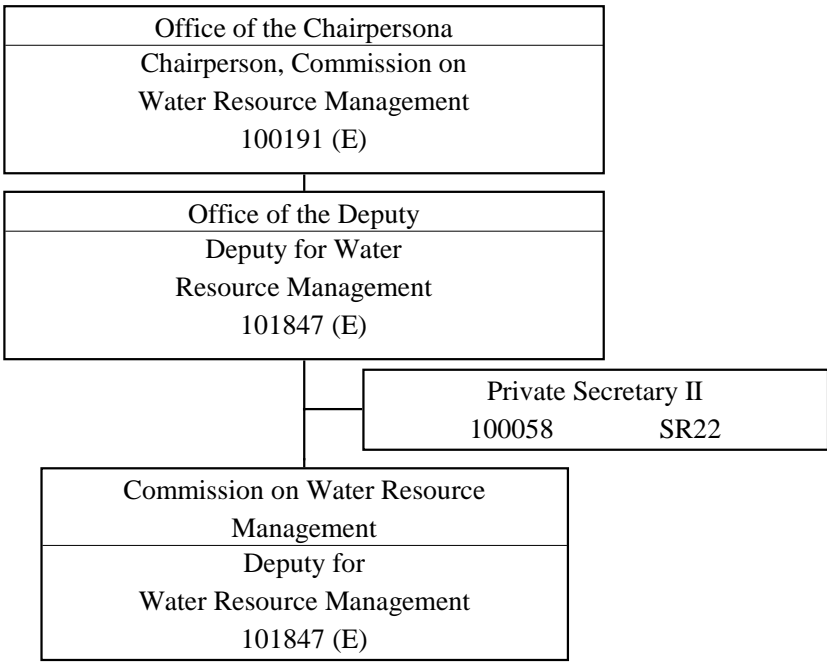 Office of the Chairpersona
Chairperson, Commission on
Water Resource Management
100191 (E)
Office of the Deputy
Deputy for Water
Resource Management
101847 (E)
Private Secretary II
100058 SR22
Commission on Water Resource
Management
Deputy for
Water Resource Management
101847 (E)